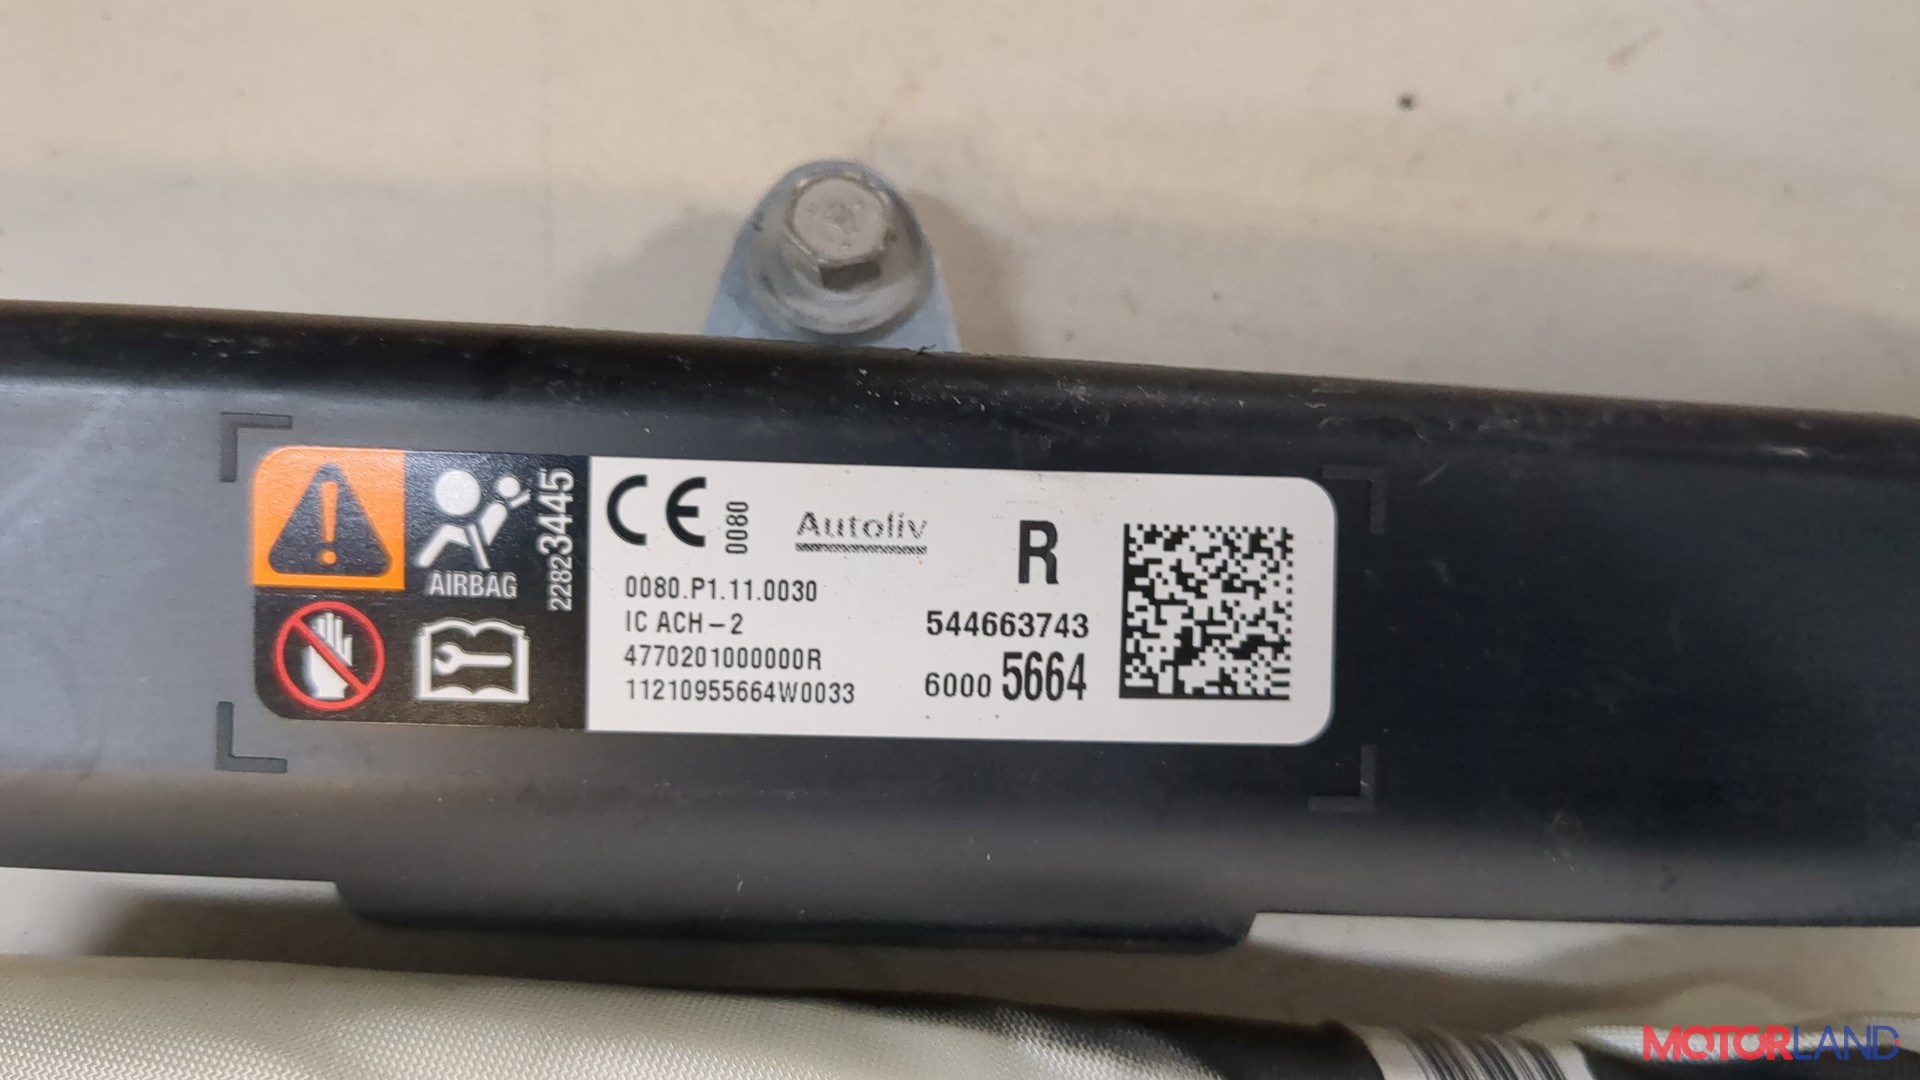 AIRBAG
22823445
CE 0080
Autoliv
R
0080.P1.11.0030
IC ACH-2
544663743
4770201000000R
11210955664W0033
6000 5664
MOTORLAND